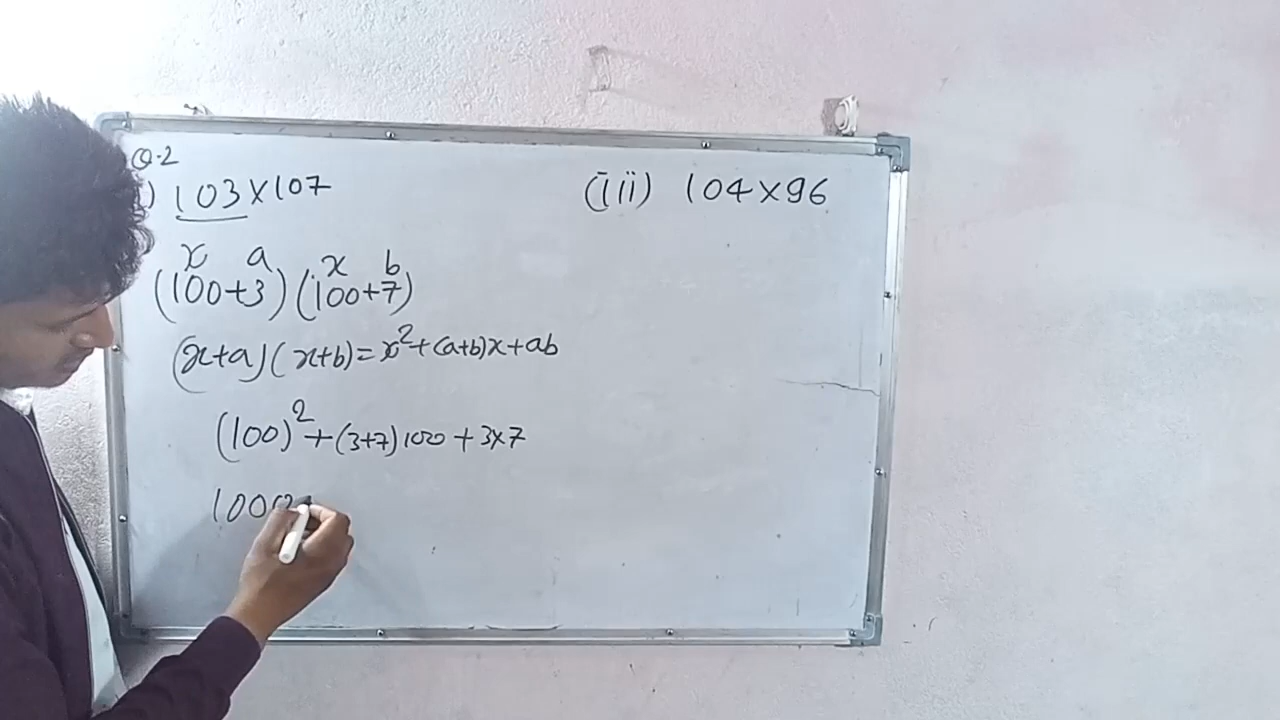 Q.2
) 103×107
x a x b
(100+3)(100+7)
(x+a)(x+b)=x²+(a+b)x+ab
(100)²+(3+7)100+3×7
1000
(iii) 104×96